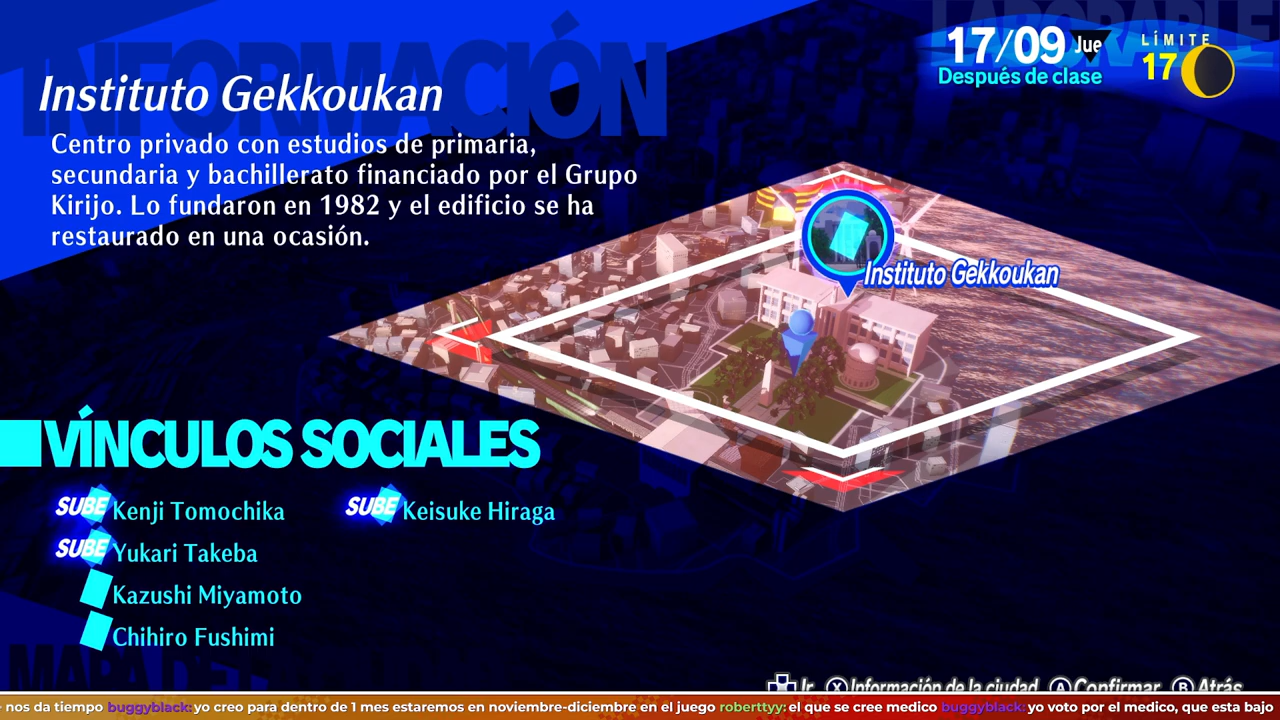 INFORMACIÓN
Instituto Gekkoukan
Centro privado con estudios de primaria,
secundaria y bachillerato financiado por el Grupo
Kirijo. Lo fundaron en 1982 y el edificio se ha
restaurado en una ocasión.
LABORABLE
17/09 Jue
Después de clase
LÍMITE
17
Instituto Gekkoukan
VÍNCULOS SOCIALES
SUBE Kenji Tomochika
SUBE Keisuke Hiraga
SUBE Yukari Takeba
Kazushi Miyamoto
Chihiro Fushimi
MAPA DE
Ir X Información de la ciudad A Confirmar B Atrás
nos da tiempo buggyblack: yo creo para dentro de 1 mes estaremos en noviembre-diciembre en el juego roberttyy: el que se cree medico buggyblack: yo voto por el medico, que esta bajo